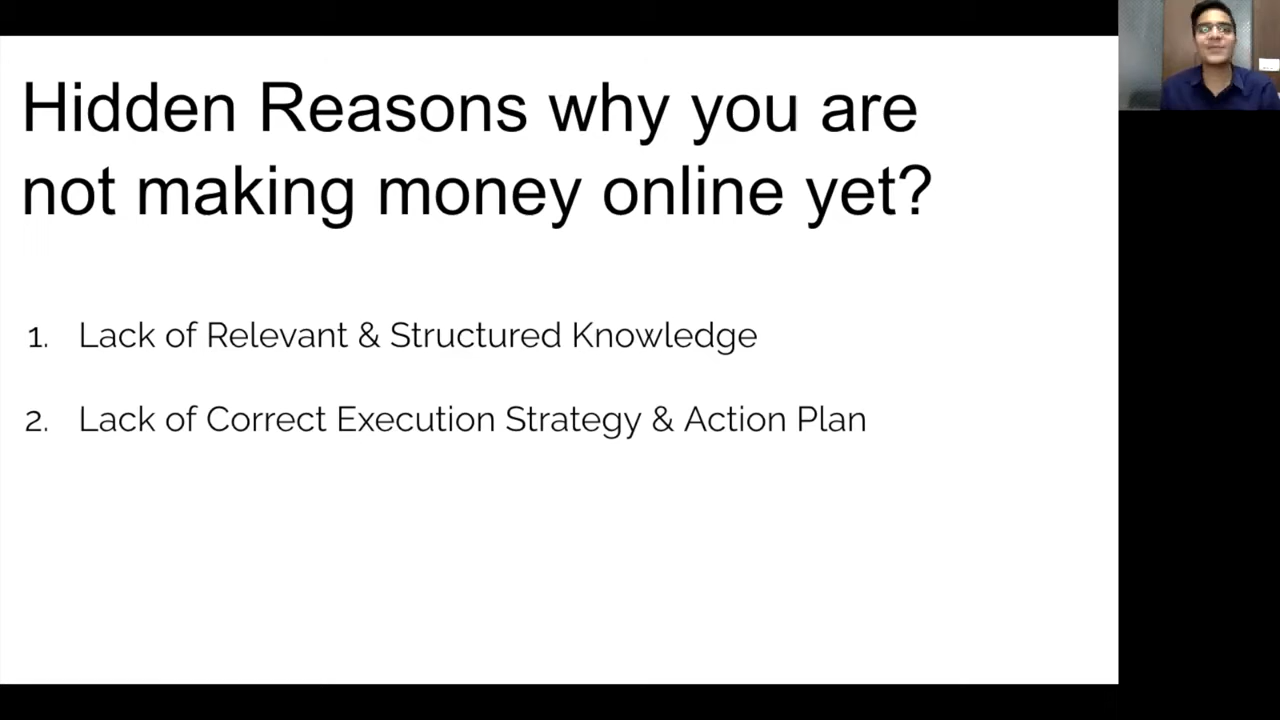 Hidden Reasons why you are
not making money online yet?
1. Lack of Relevant & Structured Knowledge
2. Lack of Correct Execution Strategy & Action Plan